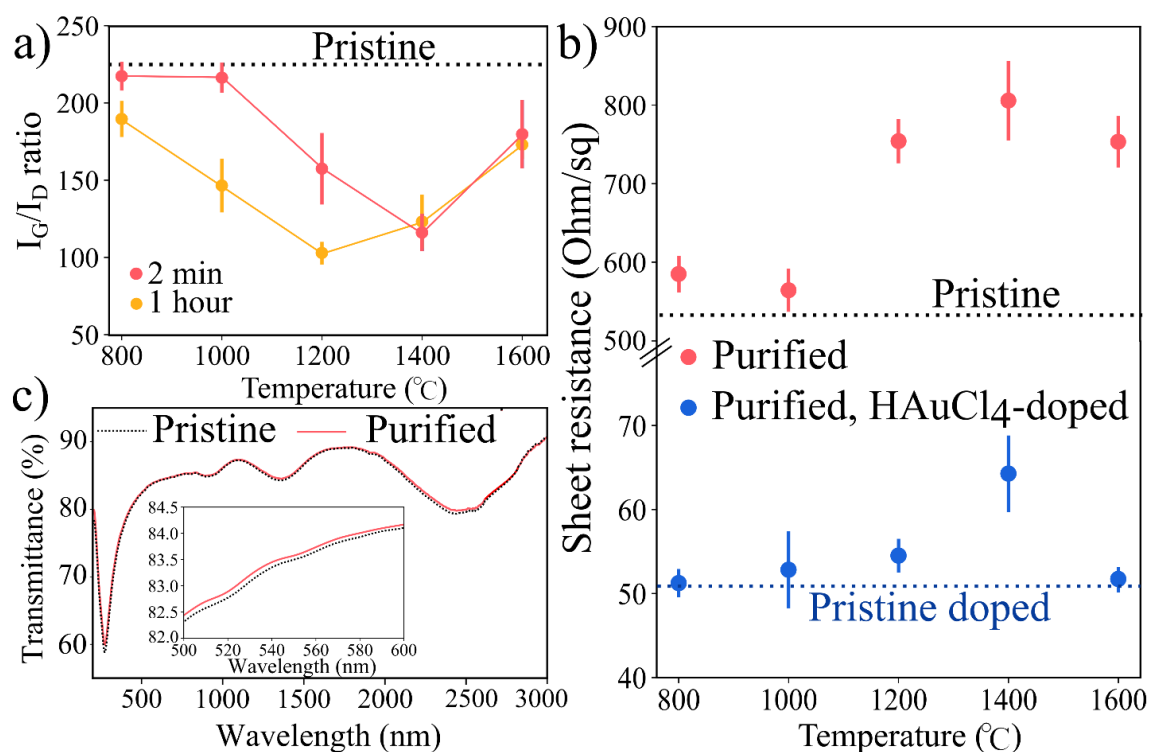 a)
250
200
150
100
50
I_G/I_D ratio
Pristine
2 min
1 hour
800 1000 1200 1400 1600
Temperature (℃)
b)
900
800
700
600
500
70
60
50
40
Sheet resistance (Ohm/sq)
Pristine
Purified
Purified, HAuCl4-doped
Pristine doped
800 1000 1200 1400 1600
Temperature (℃)
c)
90
80
70
60
Transmittance (%)
Pristine Purified
84.5
84.0
83.5
83.0
82.5
82.0
500 520 540 560 580 600
Wavelength (nm)
500 1000 1500 2000 2500 3000
Wavelength (nm)